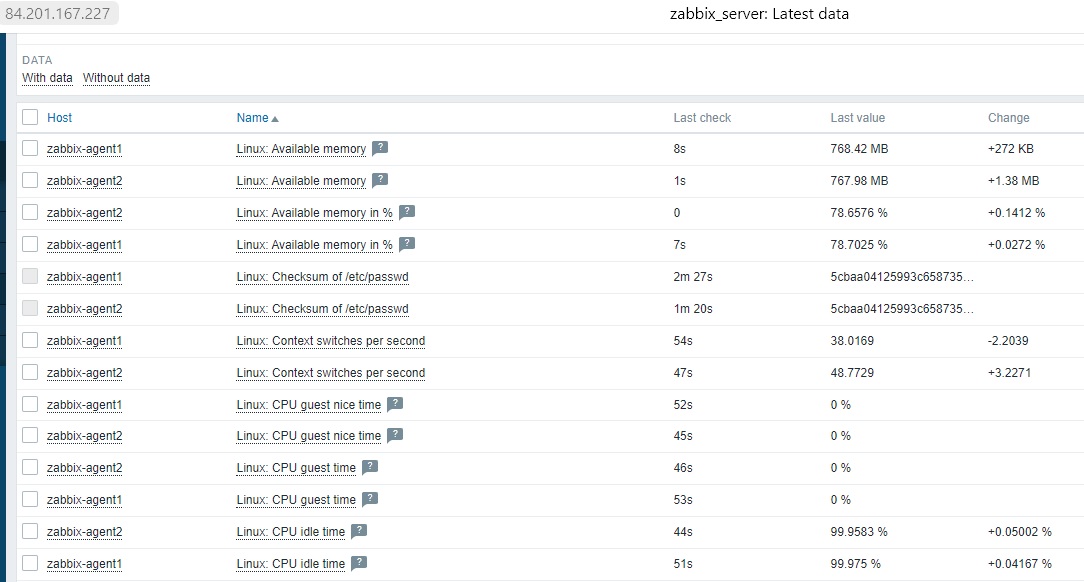 84.201.167.227 zabbix_server: Latest data
DATA
With data Without data
Host Name Last check Last value Change
zabbix-agent1 Linux: Available memory ? 8s 768.42 MB +272 KB
zabbix-agent2 Linux: Available memory ? 1s 767.98 MB +1.38 MB
zabbix-agent2 Linux: Available memory in % ? 0 78.6576 % +0.1412 %
zabbix-agent1 Linux: Available memory in % ? 7s 78.7025 % +0.0272 %
zabbix-agent1 Linux: Checksum of /etc/passwd 2m 27s 5cbaa04125993c658735...
zabbix-agent2 Linux: Checksum of /etc/passwd 1m 20s 5cbaa04125993c658735...
zabbix-agent1 Linux: Context switches per second 54s 38.0169 -2.2039
zabbix-agent2 Linux: Context switches per second 47s 48.7729 +3.2271
zabbix-agent1 Linux: CPU guest nice time ? 52s 0 %
zabbix-agent2 Linux: CPU guest nice time ? 45s 0 %
zabbix-agent2 Linux: CPU guest time ? 46s 0 %
zabbix-agent1 Linux: CPU guest time ? 53s 0 %
zabbix-agent2 Linux: CPU idle time ? 44s 99.9583 % +0.05002 %
zabbix-agent1 Linux: CPU idle time ? 51s 99.975 % +0.04167 %